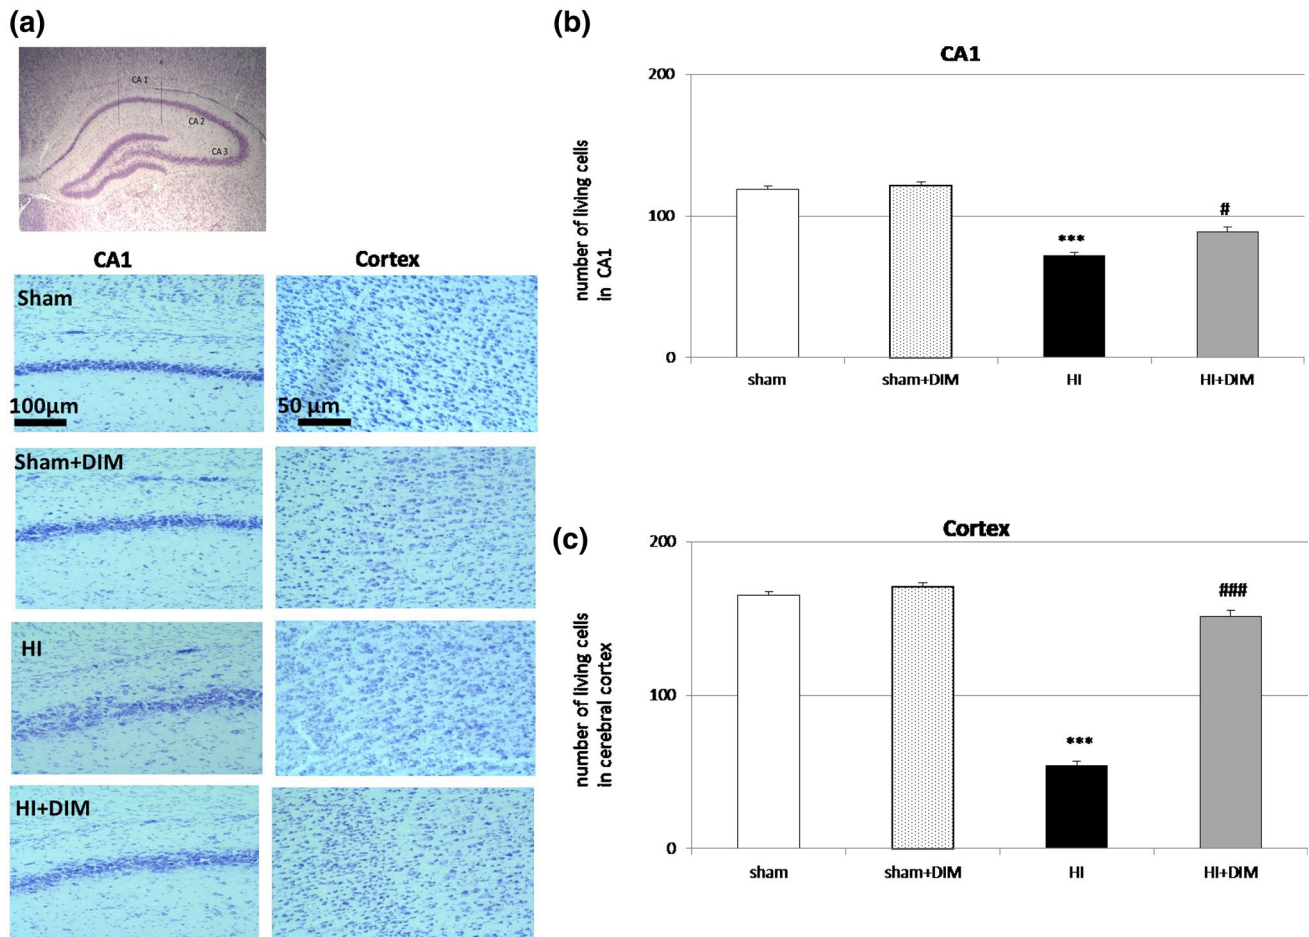 (a)
CA 1
CA 2
CA 3
CA1
Cortex
Sham
100µm
50 µm
Sham+DIM
HI
HI+DIM
(b)
CA1
number of living cells
in CA1
200
100
0
***
#
sham
sham+DIM
HI
HI+DIM
(c)
Cortex
number of living cells
in cerebral cortex
200
100
0
***
###
sham
sham+DIM
HI
HI+DIM